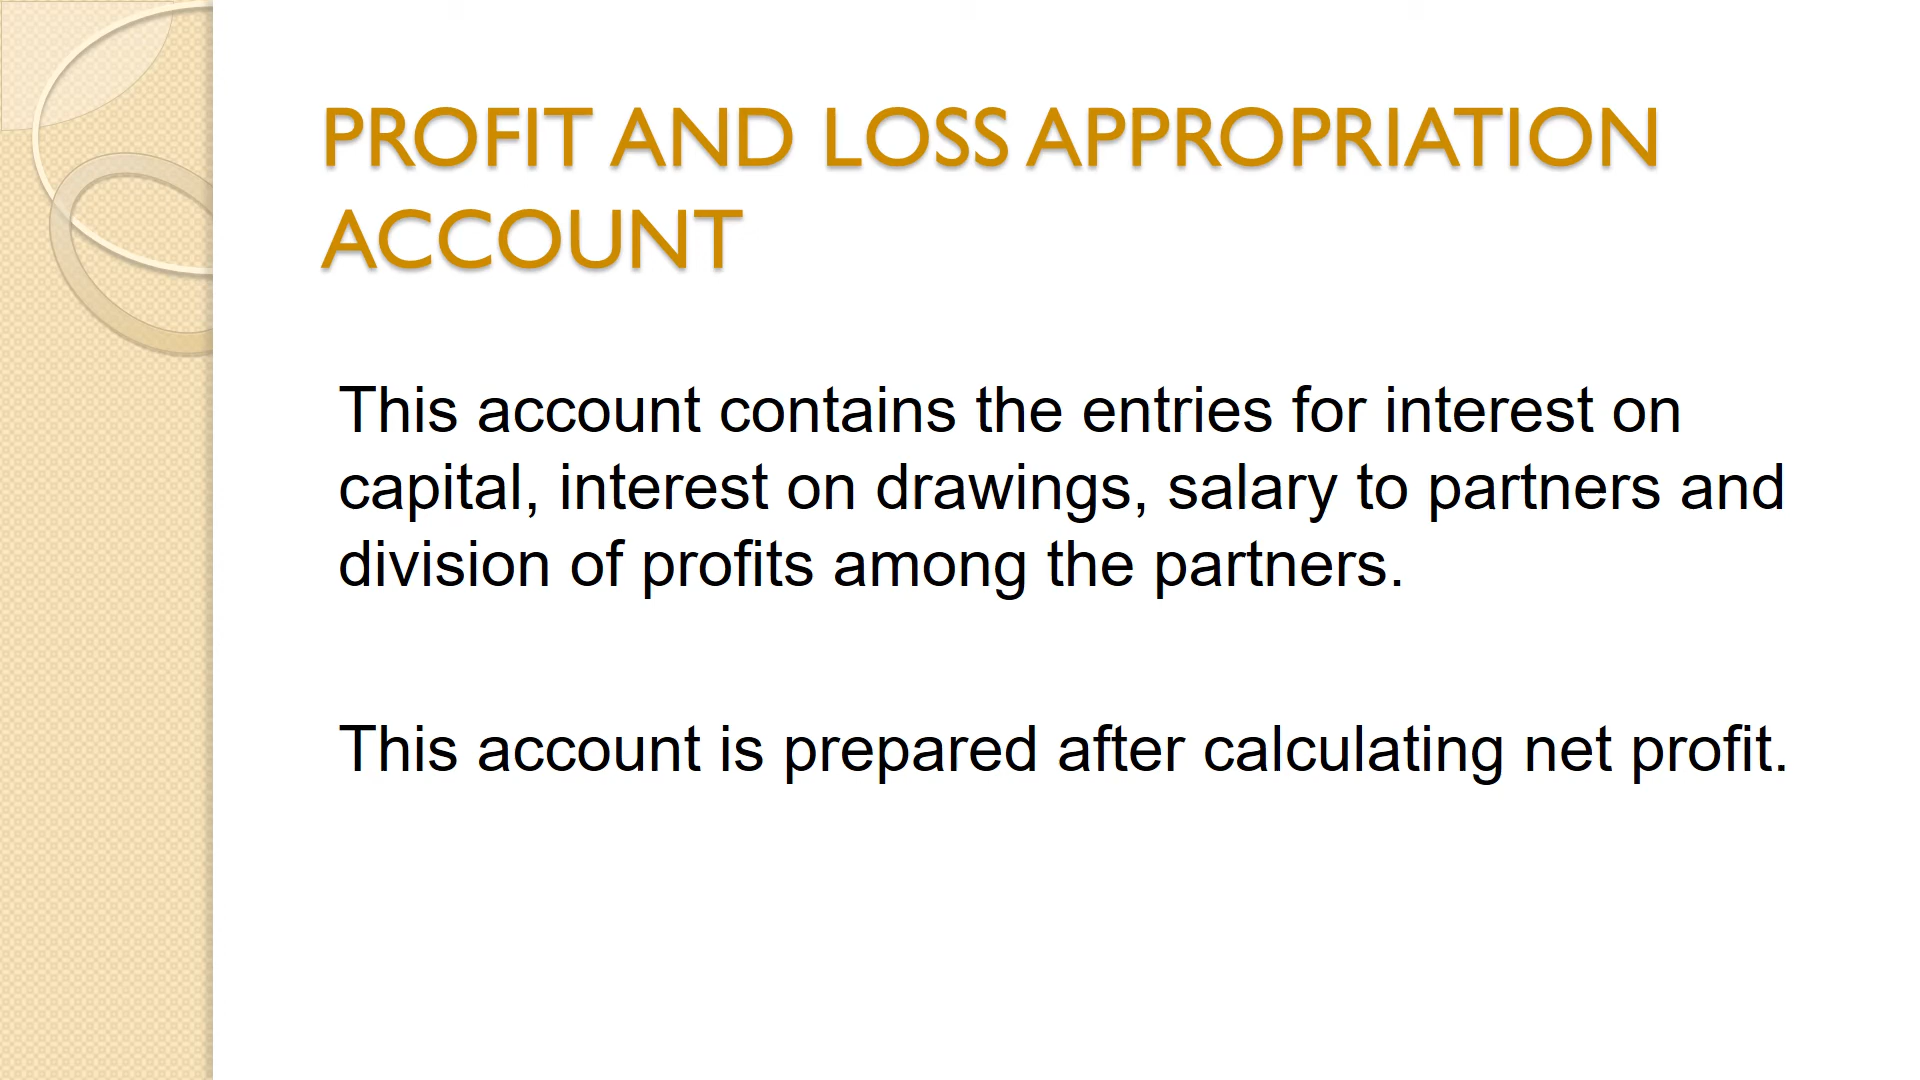 PROFIT AND LOSS APPROPRIATION
ACCOUNT
This account contains the entries for interest on
capital, interest on drawings, salary to partners and
division of profits among the partners.
This account is prepared after calculating net profit.